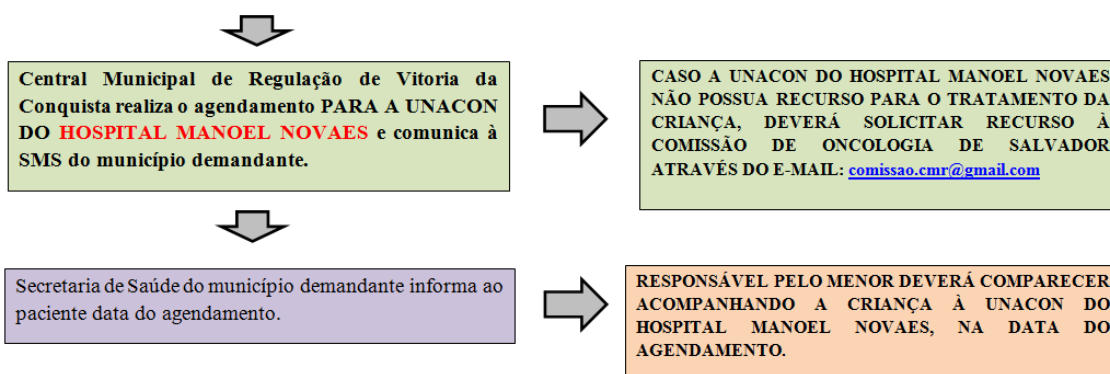 Central Municipal de Regulação de Vitoria da
Conquista realiza o agendamento PARA A UNACON
DO HOSPITAL MANOEL NOVAES e comunica à
SMS do município demandante.
CASO A UNACON DO HOSPITAL MANOEL NOVAES
NÃO POSSUA RECURSO PARA O TRATAMENTO DA
CRIANÇA, DEVERÁ SOLICITAR RECURSO À
COMISSÃO DE ONCOLOGIA DE SALVADOR
ATRAVÉS DO E-MAIL: comissao.cmr@gmail.com
Secretaria de Saúde do município demandante informa ao
paciente data do agendamento.
RESPONSÁVEL PELO MENOR DEVERÁ COMPARECER
ACOMPANHANDO A CRIANÇA À UNACON DO
HOSPITAL MANOEL NOVAES, NA DATA DO
AGENDAMENTO.